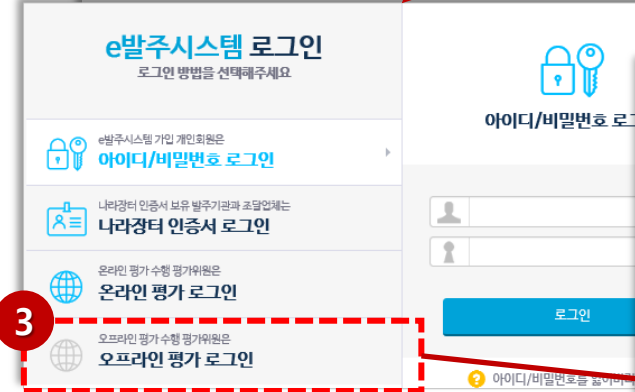 e발주시스템 로그인
로그인 방법을 선택해주세요
e발주시스템 가입 개인회원은
아이디/비밀번호 로그인
나라장터 인증서 보유 발주기관과 조달업체는
나라장터 인증서 로그인
온라인 평가 수행 평가위원은
온라인 평가 로그인
3
오프라인 평가 수행 평가위원은
오프라인 평가 로그인
아이디/비밀번호 로
로그인
? 아이디/비밀번호를